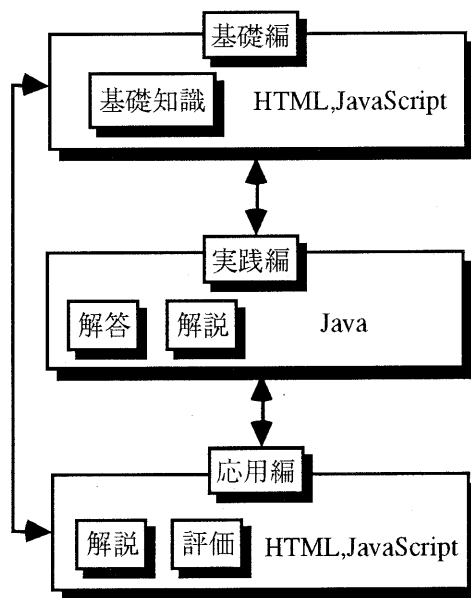 基礎編
基礎知識 HTML,JavaScript
実践編
解答 解説 Java
応用編
解説 評価 HTML,JavaScript